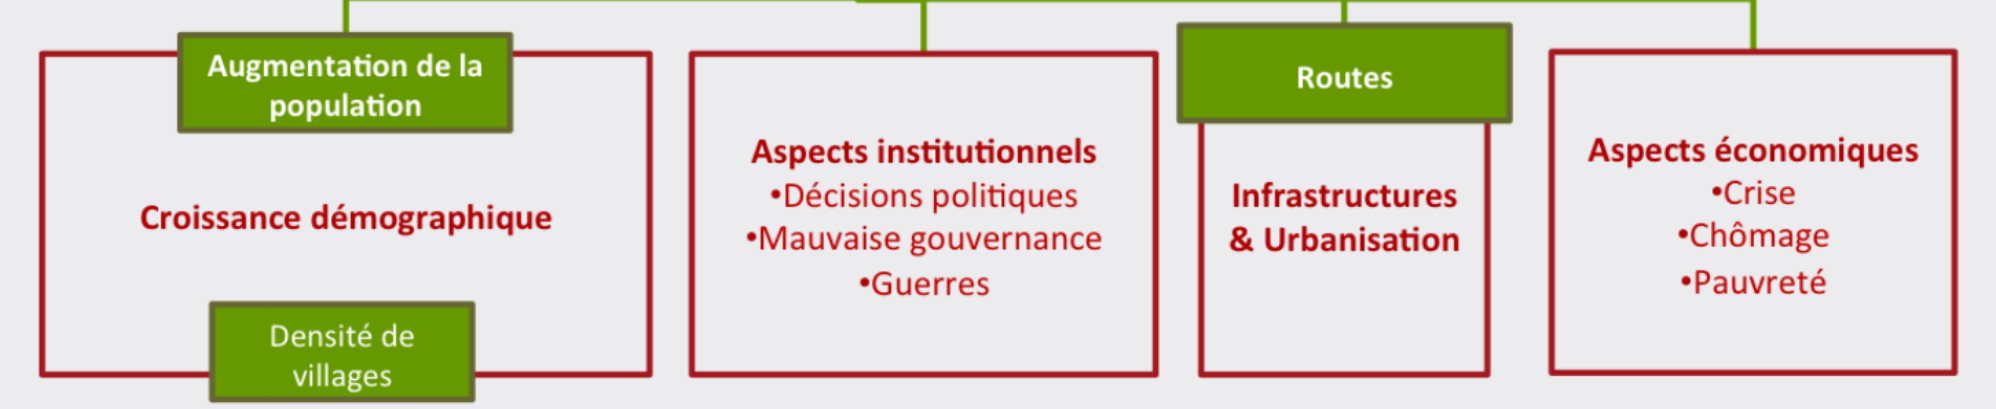 Augmentation de la
population
Croissance démographique
Densité de
villages
Aspects institutionnels
•Décisions politiques
•Mauvaise gouvernance
•Guerres
Routes
Infrastructures
& Urbanisation
Aspects économiques
•Crise
•Chômage
•Pauvreté